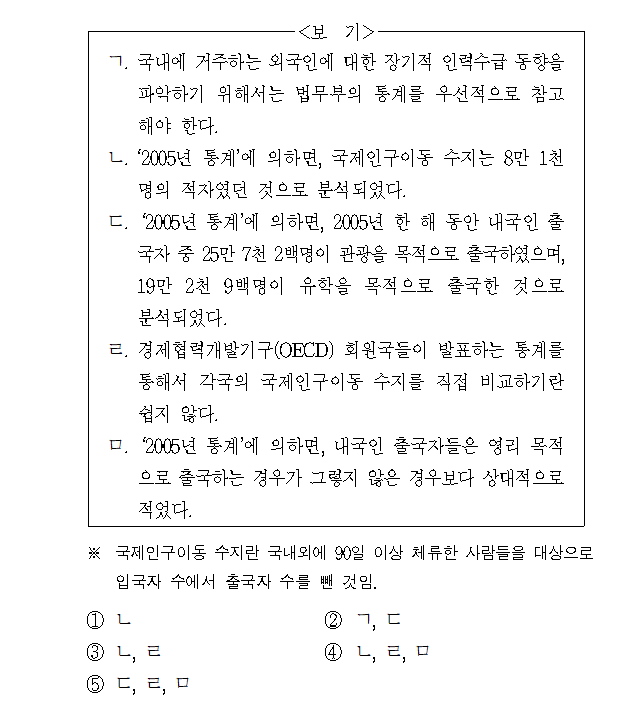 <보 기>
ㄱ. 국내에 거주하는 외국인에 대한 장기적 인력수급 동향을
파악하기 위해서는 법무부의 통계를 우선적으로 참고
해야 한다.
ㄴ. ‘2005년 통계’에 의하면, 국제인구이동 수지는 8만 1천
명의 적자였던 것으로 분석되었다.
ㄷ. ‘2005년 통계’에 의하면, 2005년 한 해 동안 내국인 출
국자 중 25만 7천 2백명이 관광을 목적으로 출국하였으며,
19만 2천 9백명이 유학을 목적으로 출국한 것으로
분석되었다.
ㄹ. 경제협력개발기구(OECD) 회원국들이 발표하는 통계를
통해서 각국의 국제인구이동 수지를 직접 비교하기란
쉽지 않다.
ㅁ. ‘2005년 통계’에 의하면, 내국인 출국자들은 영리 목적
으로 출국하는 경우가 그렇지 않은 경우보다 상대적으로
적었다.
※ 국제인구이동 수지란 국내외에 90일 이상 체류한 사람들을 대상으로
입국자 수에서 출국자 수를 뺀 것임.
① ㄴ ② ㄱ, ㄷ
③ ㄴ, ㄹ ④ ㄴ, ㄹ, ㅁ
⑤ ㄷ, ㄹ, ㅁ